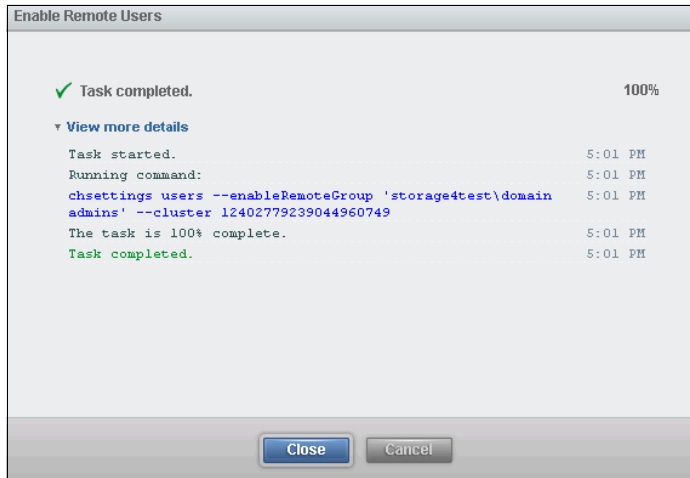 Enable Remote Users
Task completed. 100%
View more details
Task started. 5:01 PM
Running command: 5:01 PM
chsettings users --enableRemoteGroup 'storage4test\domain 5:01 PM
admins' --cluster 12402779239044960749
The task is 100% complete. 5:01 PM
Task completed. 5:01 PM
Close Cancel